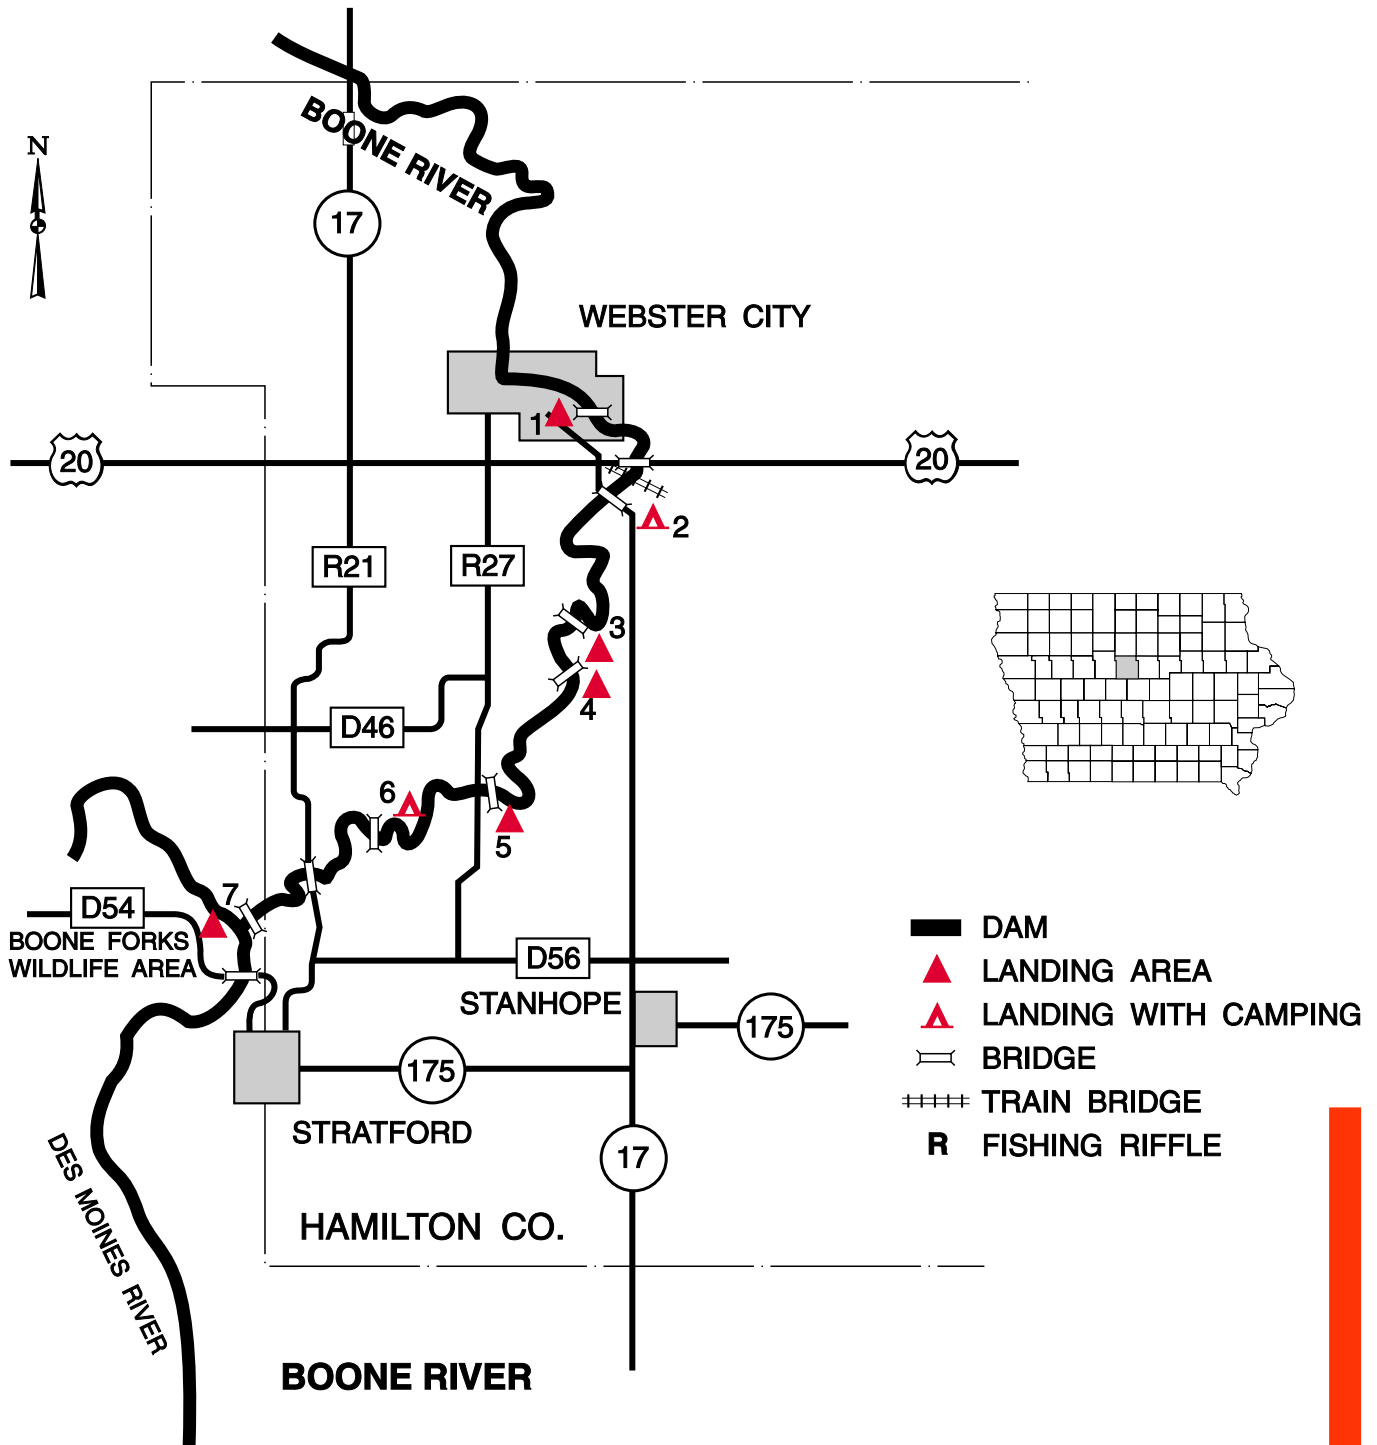 N
BOONE RIVER
17
WEBSTER CITY
1
20
20
2
R21
R27
3
4
D46
6
5
7
D54
BOONE FORKS
WILDLIFE AREA
D56
STANHOPE
175
175
STRATFORD
17
DES MOINES RIVER
HAMILTON CO.
BOONE RIVER
DAM
LANDING AREA
LANDING WITH CAMPING
BRIDGE
TRAIN BRIDGE
R FISHING RIFFLE